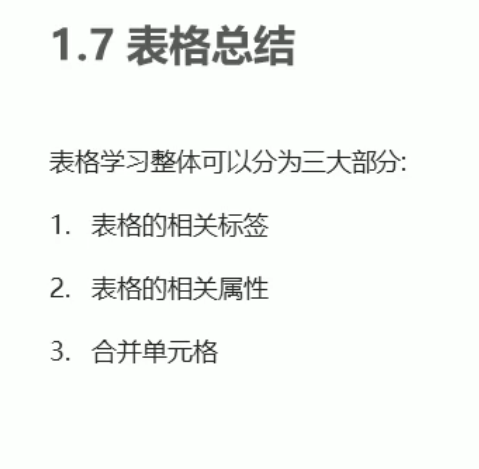 1.7 表格总结
表格学习整体可以分为三大部分:
1. 表格的相关标签
2. 表格的相关属性
3. 合并单元格